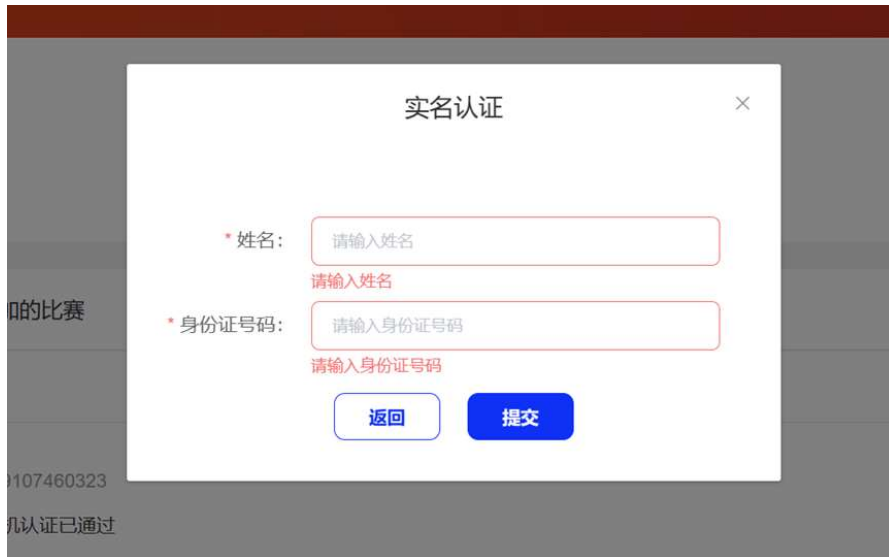 实名认证
* 姓名：
请输入姓名
请输入姓名
加的比赛
* 身份证号码：
请输入身份证号码
请输入身份证号码
返回
提交
9107460323
机认证已通过